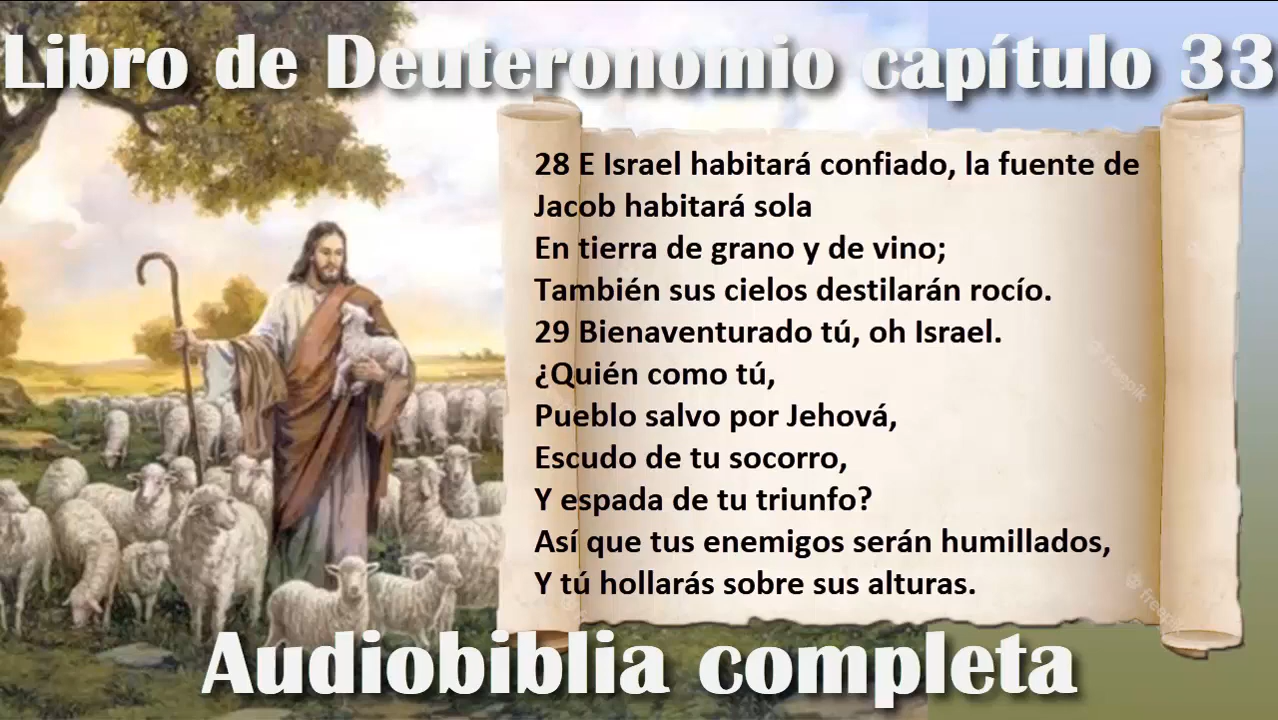 Libro de Deuteronomio capítulo 33
28 E Israel habitará confiado, la fuente de
Jacob habitará sola
En tierra de grano y de vino;
También sus cielos destilarán rocío.
29 Bienaventurado tú, oh Israel.
¿Quién como tú,
Pueblo salvo por Jehová,
Escudo de tu socorro,
Y espada de tu triunfo?
Así que tus enemigos serán humillados,
Y tú hollarás sobre sus alturas.
freepik
freepik
Audiobiblia completa